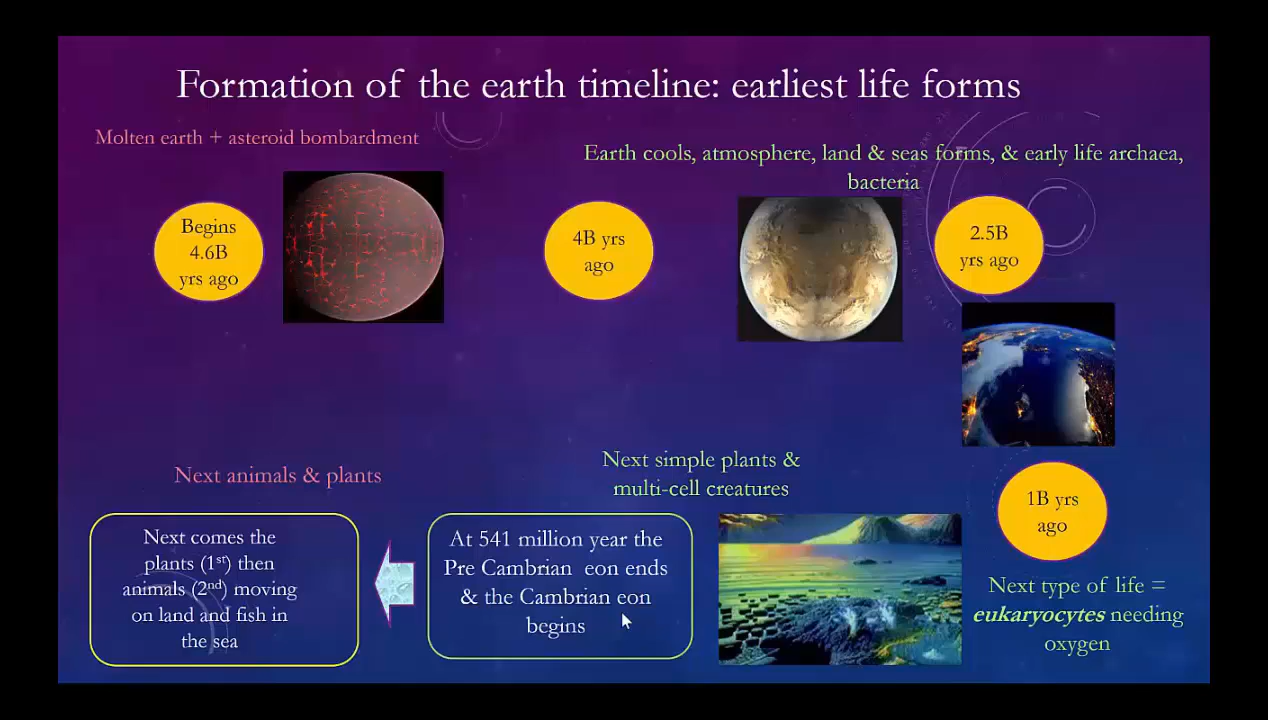 Formation of the earth timeline: earliest life forms
Molten earth + asteroid bombardment
Earth cools, atmosphere, land & seas forms, & early life archaea,
bacteria
Begins
4.6B
yrs ago
4B yrs
ago
2.5B
yrs ago
Next animals & plants
Next simple plants &
multi-cell creatures
1B yrs
ago
Next comes the
plants (1st) then
animals (2nd) moving
on land and fish in
the sea
At 541 million year the
Pre Cambrian eon ends
& the Cambrian eon
begins
Next type of life =
eukaryocytes needing
oxygen